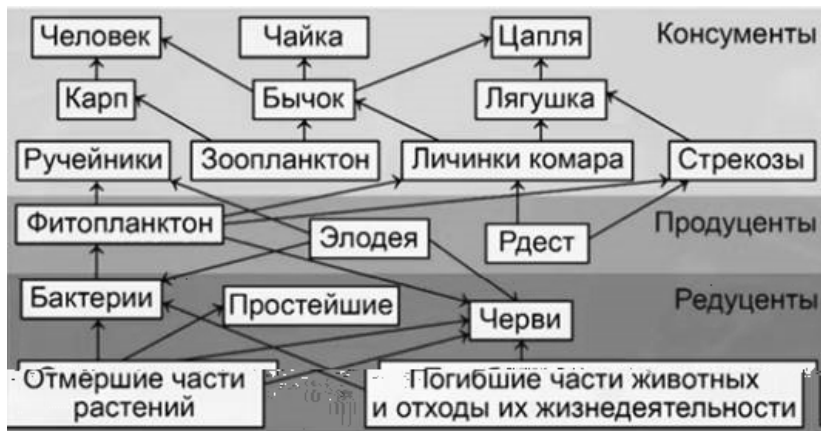 Человек
Чайка
Цапля
Консументы
Карп
Бычок
Лягушка
Ручейники
Зоопланктон
Личинки комара
Стрекозы
Фитопланктон
Элодея
Рдест
Продуценты
Бактерии
Простейшие
Черви
Редуценты
Отмершие части
растений
Погибшие части животных
и отходы их жизнедеятельности